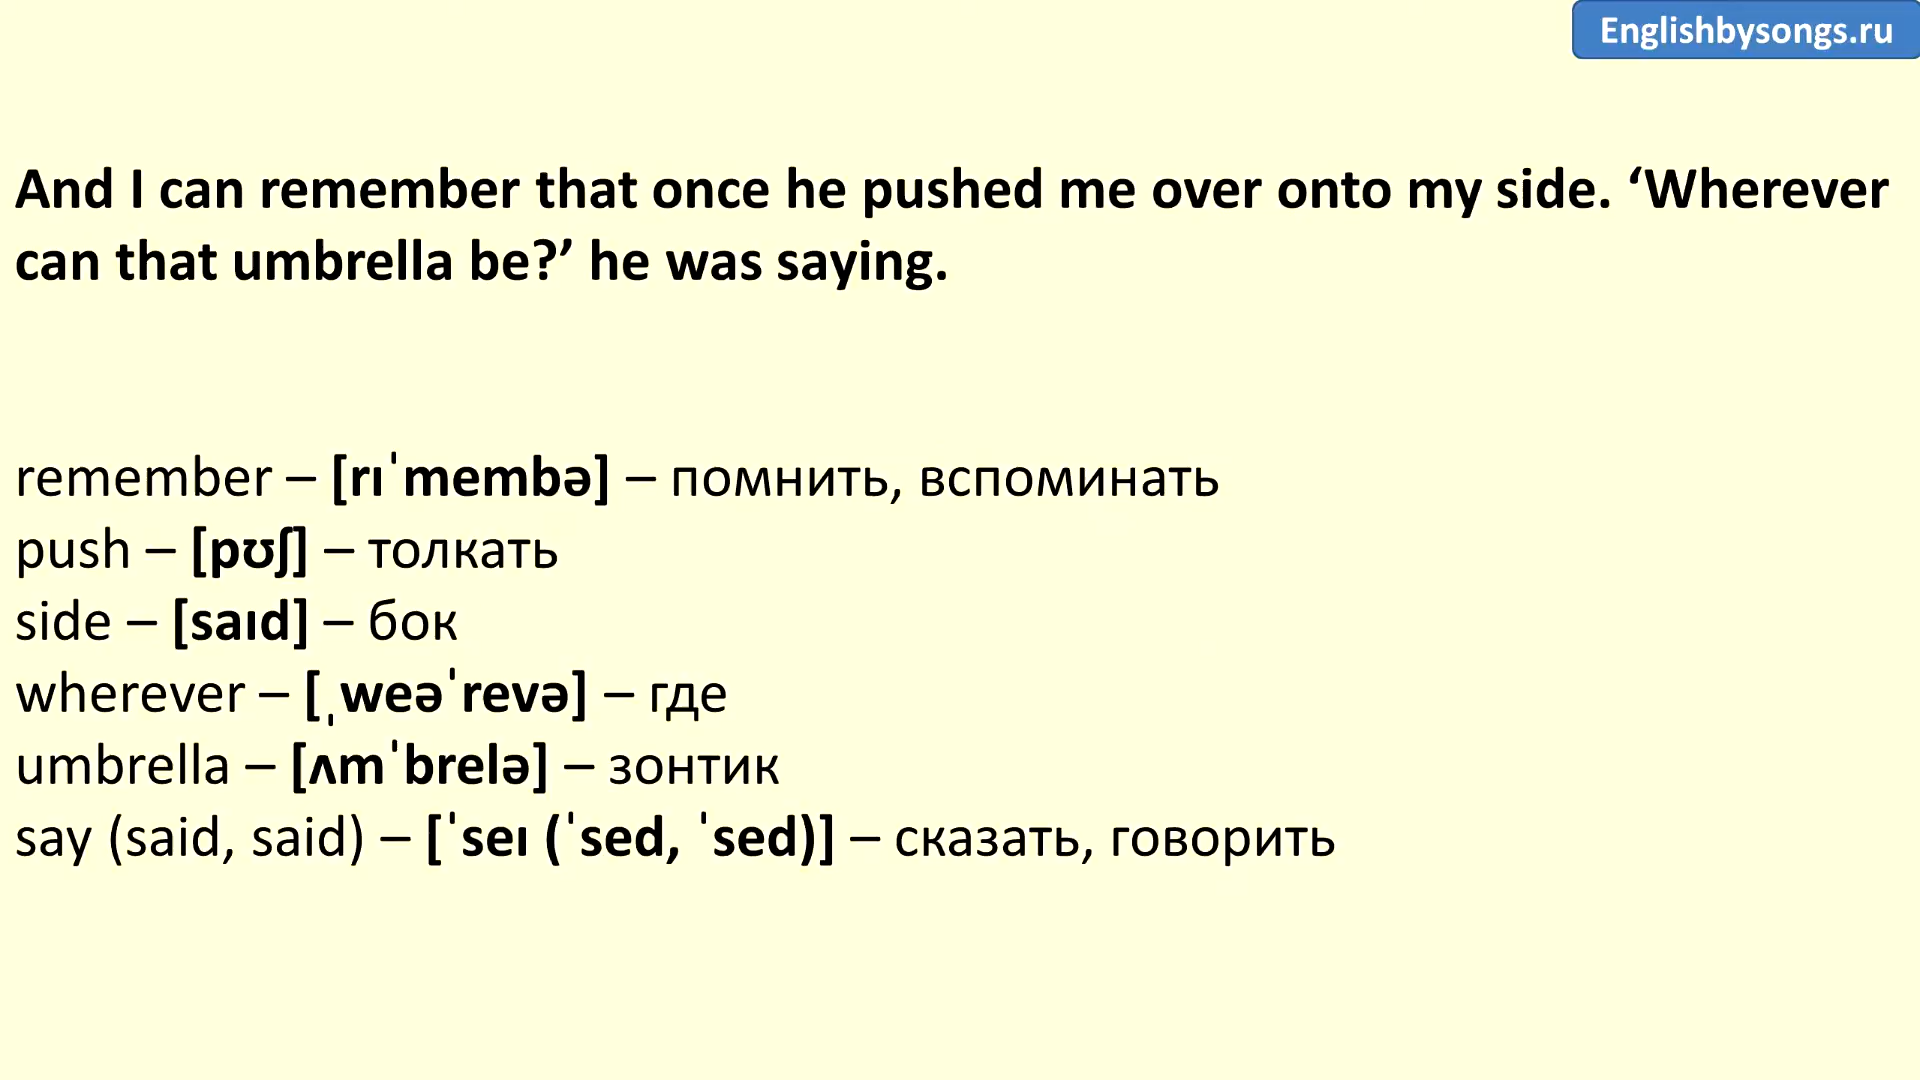 Englishbysongs.ru
And I can remember that once he pushed me over onto my side. ‘Wherever
can that umbrella be?’ he was saying.
remember – [rɪˈmembə] – помнить, вспоминать
push – [pʊʃ] – толкать
side – [saɪd] – бок
wherever – [ˌweəˈrevə] – где
umbrella – [ʌmˈbrelə] – зонтик
say (said, said) – [ˈseɪ (ˈsed, ˈsed)] – сказать, говорить